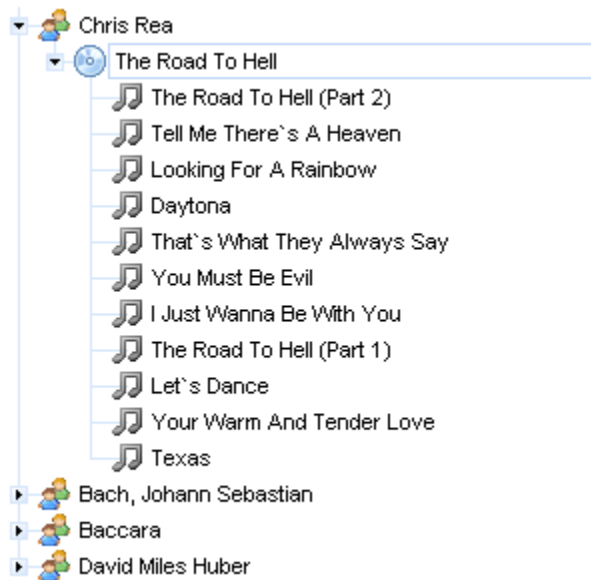 Chris Rea
The Road To Hell
The Road To Hell (Part 2)
Tell Me There`s A Heaven
Looking For A Rainbow
Daytona
That`s What They Always Say
You Must Be Evil
I Just Wanna Be With You
The Road To Hell (Part 1)
Let`s Dance
Your Warm And Tender Love
Texas
Bach, Johann Sebastian
Baccara
David Miles Huber